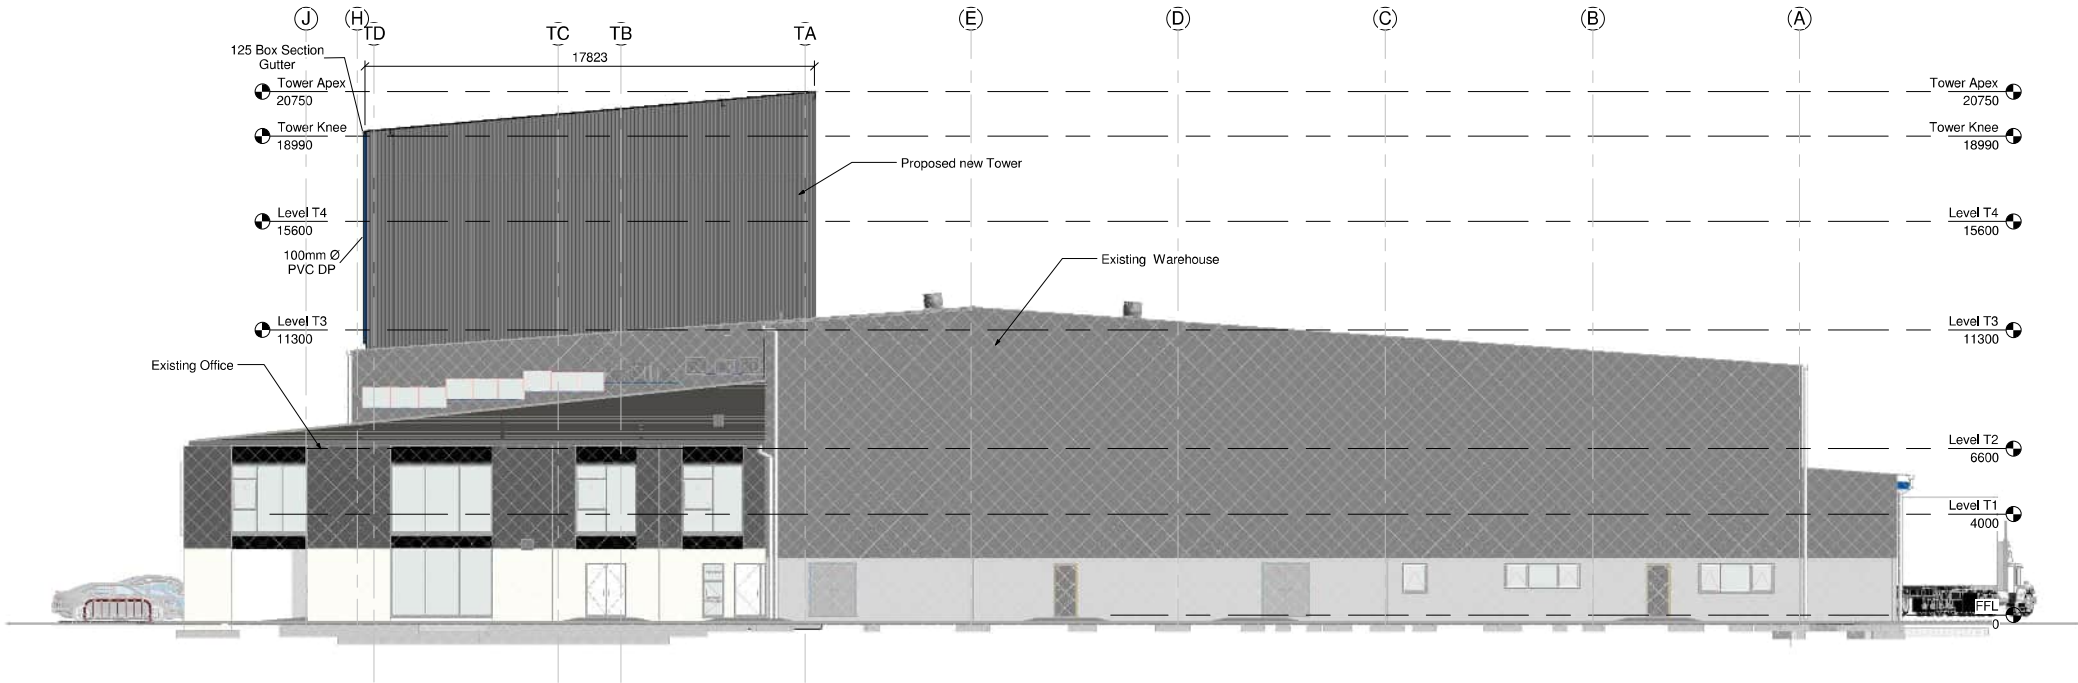 J
H
TD
TC
TB
TA
E
D
C
B
A
125 Box Section
Gutter
17823
Tower Apex
20750
Tower Apex
20750
Tower Knee
18990
Tower Knee
18990
Proposed new Tower
Level T4
15600
Level T4
15600
100mm Ø
PVC DP
Existing Warehouse
Level T3
11300
Level T3
11300
Existing Office
Level T2
6600
Level T1
4000
FFL
0